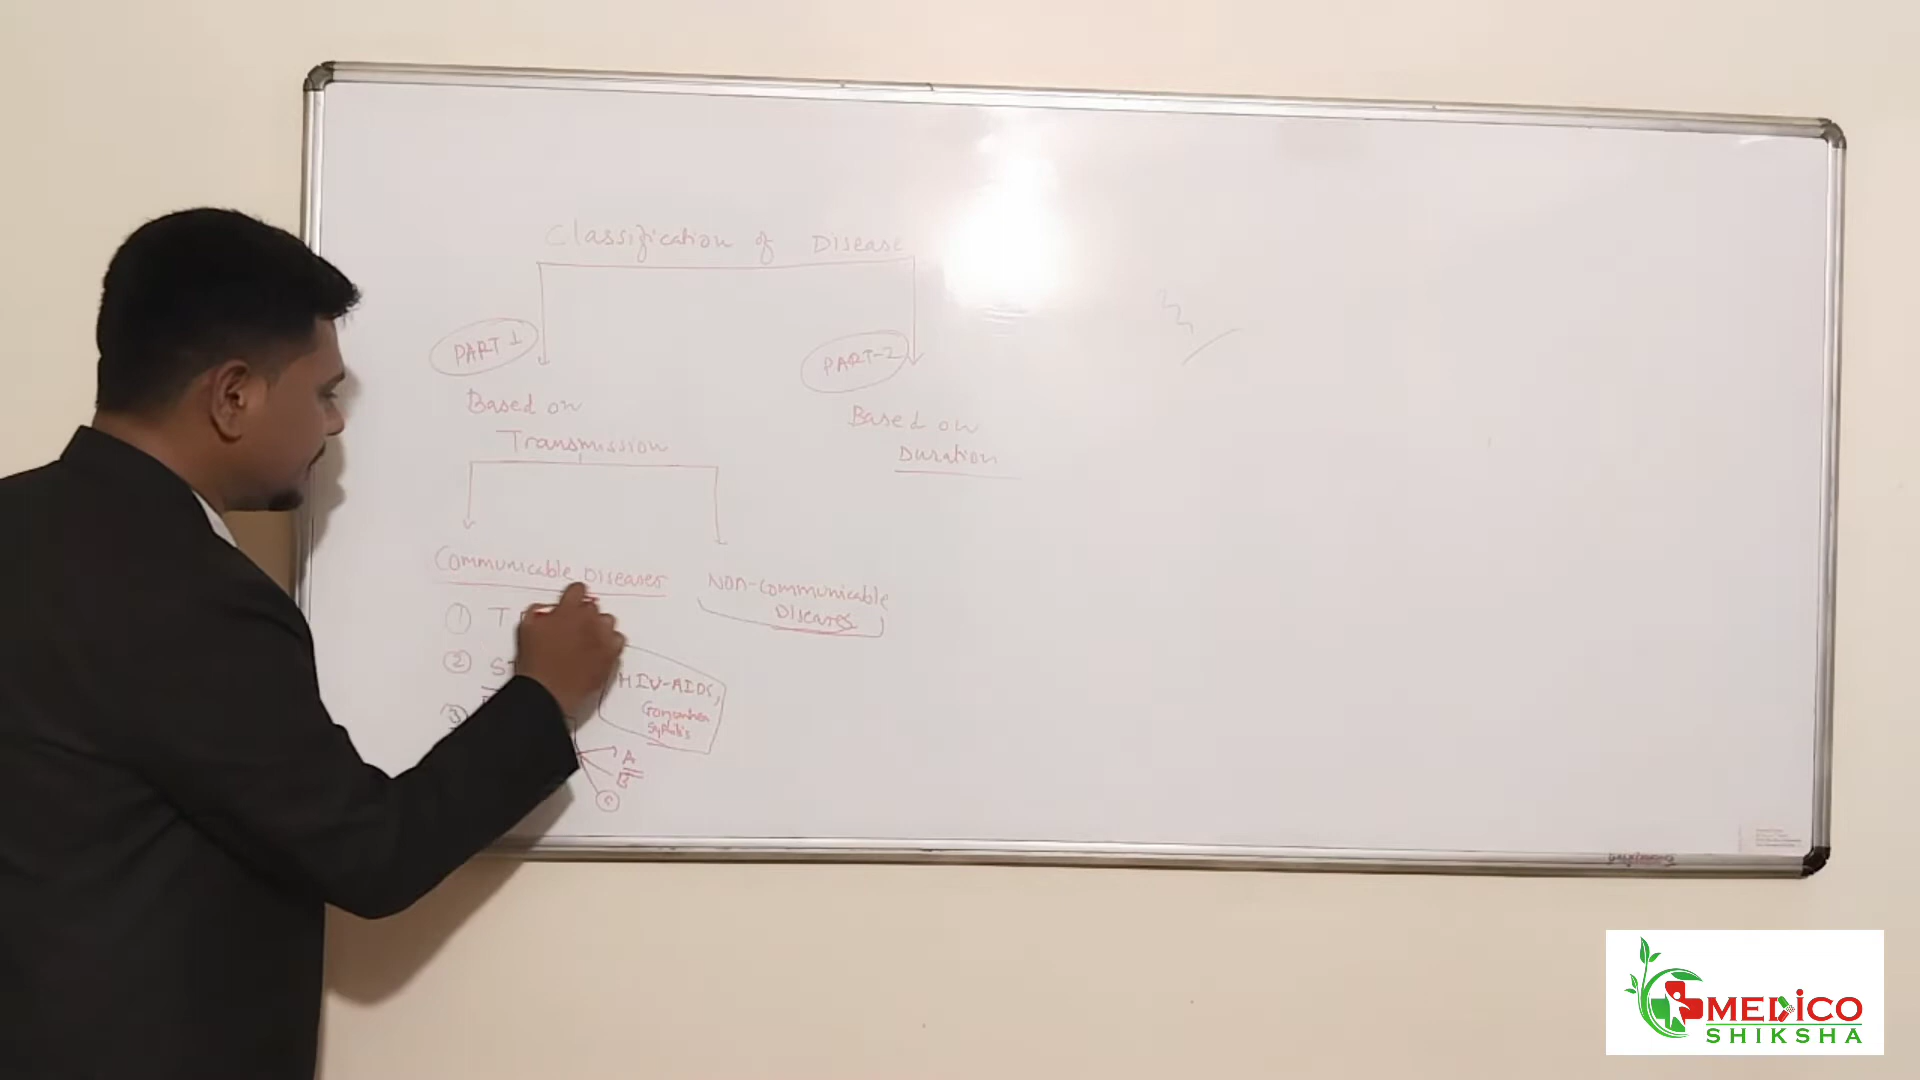 Classification of Disease
PART 1
PART-2
Based on
Transmission
Based on
Duration
Communicable Diseases
Non-communicable
Diseases
① T
② S
③
HIV-AIDS,
Gonorrhea
Syphilis
A
B
C
MEDICO
SHIKSHA